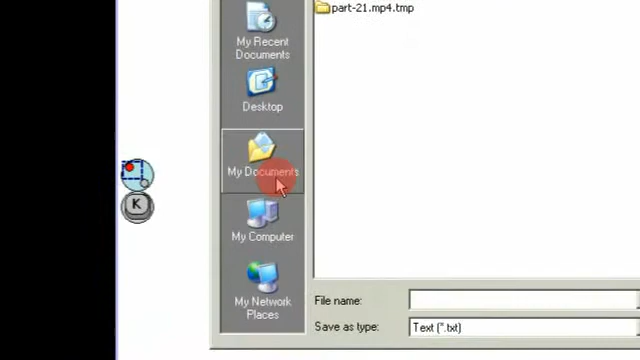 part-21.mp4.tmp
My Recent
Documents
Desktop
My Documents
K
My Computer
My Network
Places
File name:
Save as type:
Text (*.txt)